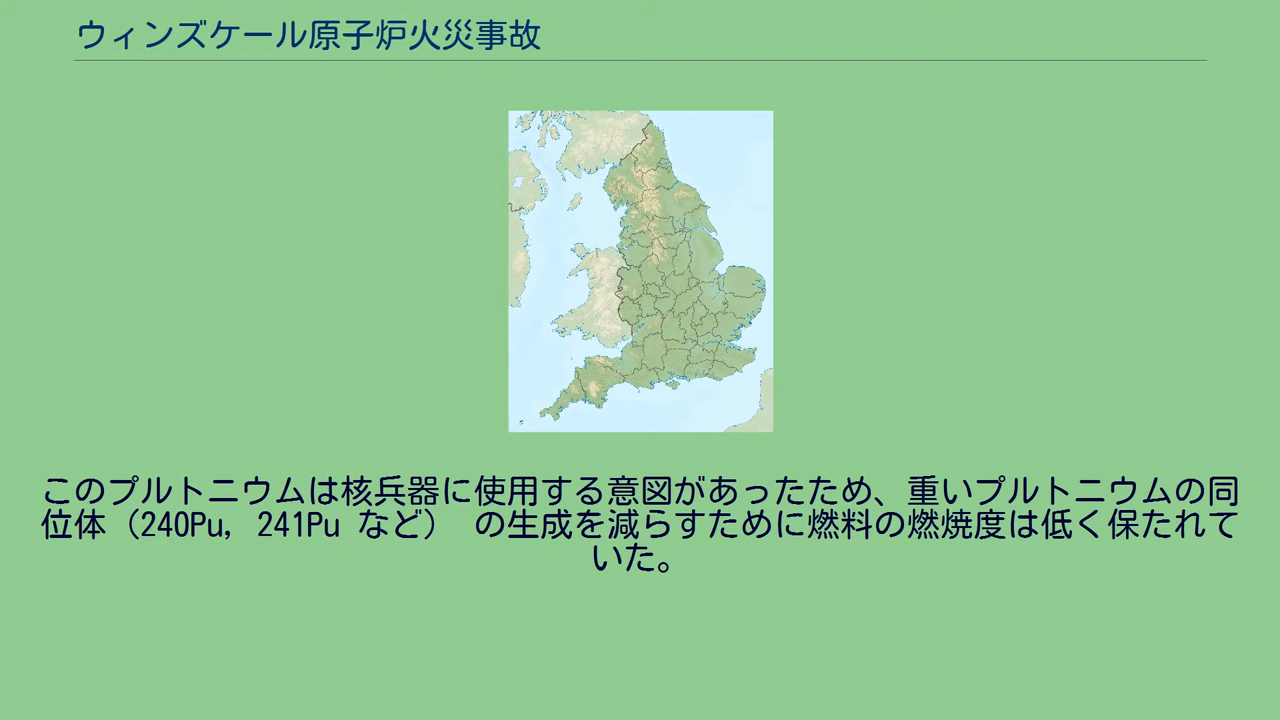 ウィンズケール原子炉火災事故
このプルトニウムは核兵器に使用する意図があったため、重いプルトニウムの同
位体（240Pu, 241Pu など） の生成を減らすために燃料の燃焼度は低く保たれて
いた。